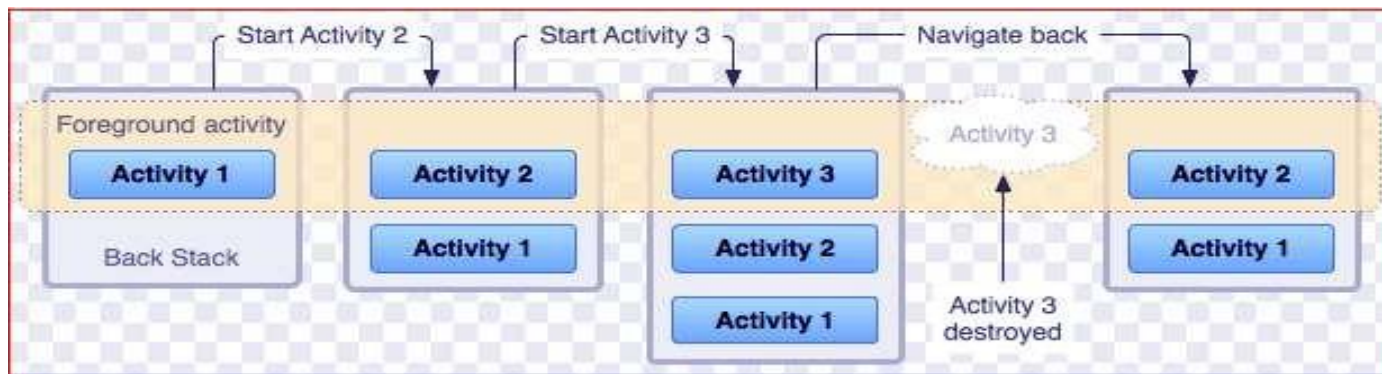 Start Activity 2
Start Activity 3
Navigate back
Foreground activity
Activity 1
Back Stack
Activity 2
Activity 1
Activity 3
Activity 2
Activity 1
Activity 3
Activity 3
destroyed
Activity 2
Activity 1